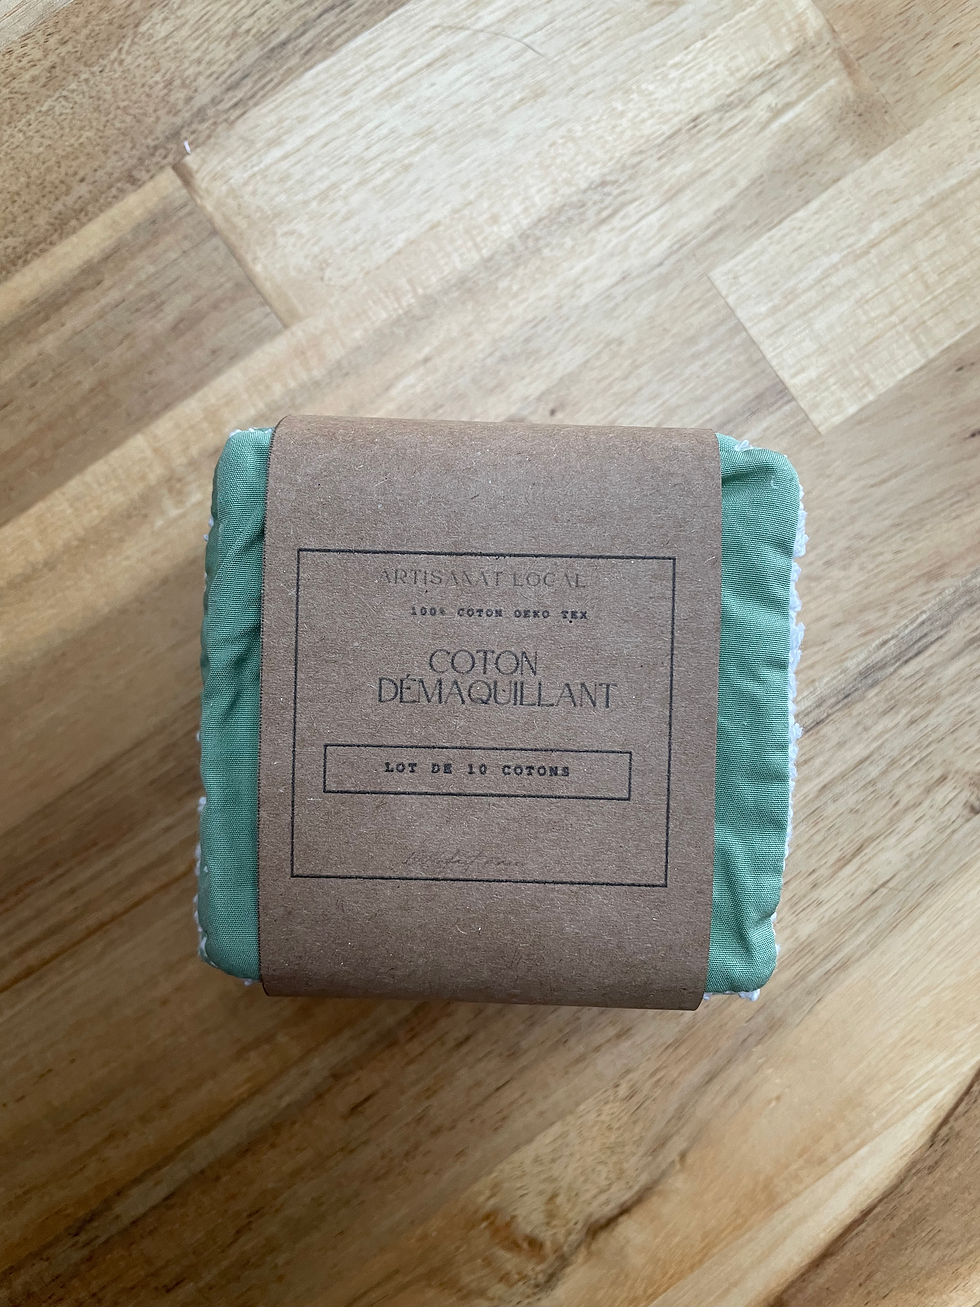 ARTISANAT LOCAL
100% COTON OEKO TEX
COTON
DÉMAQUILLANT
LOT DE 10 COTONS